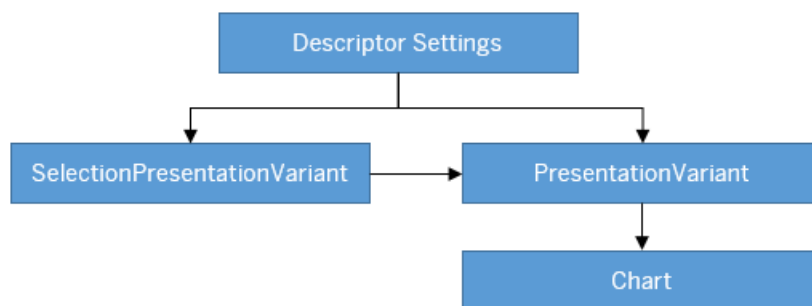 Descriptor Settings
SelectionPresentationVariant
PresentationVariant
Chart